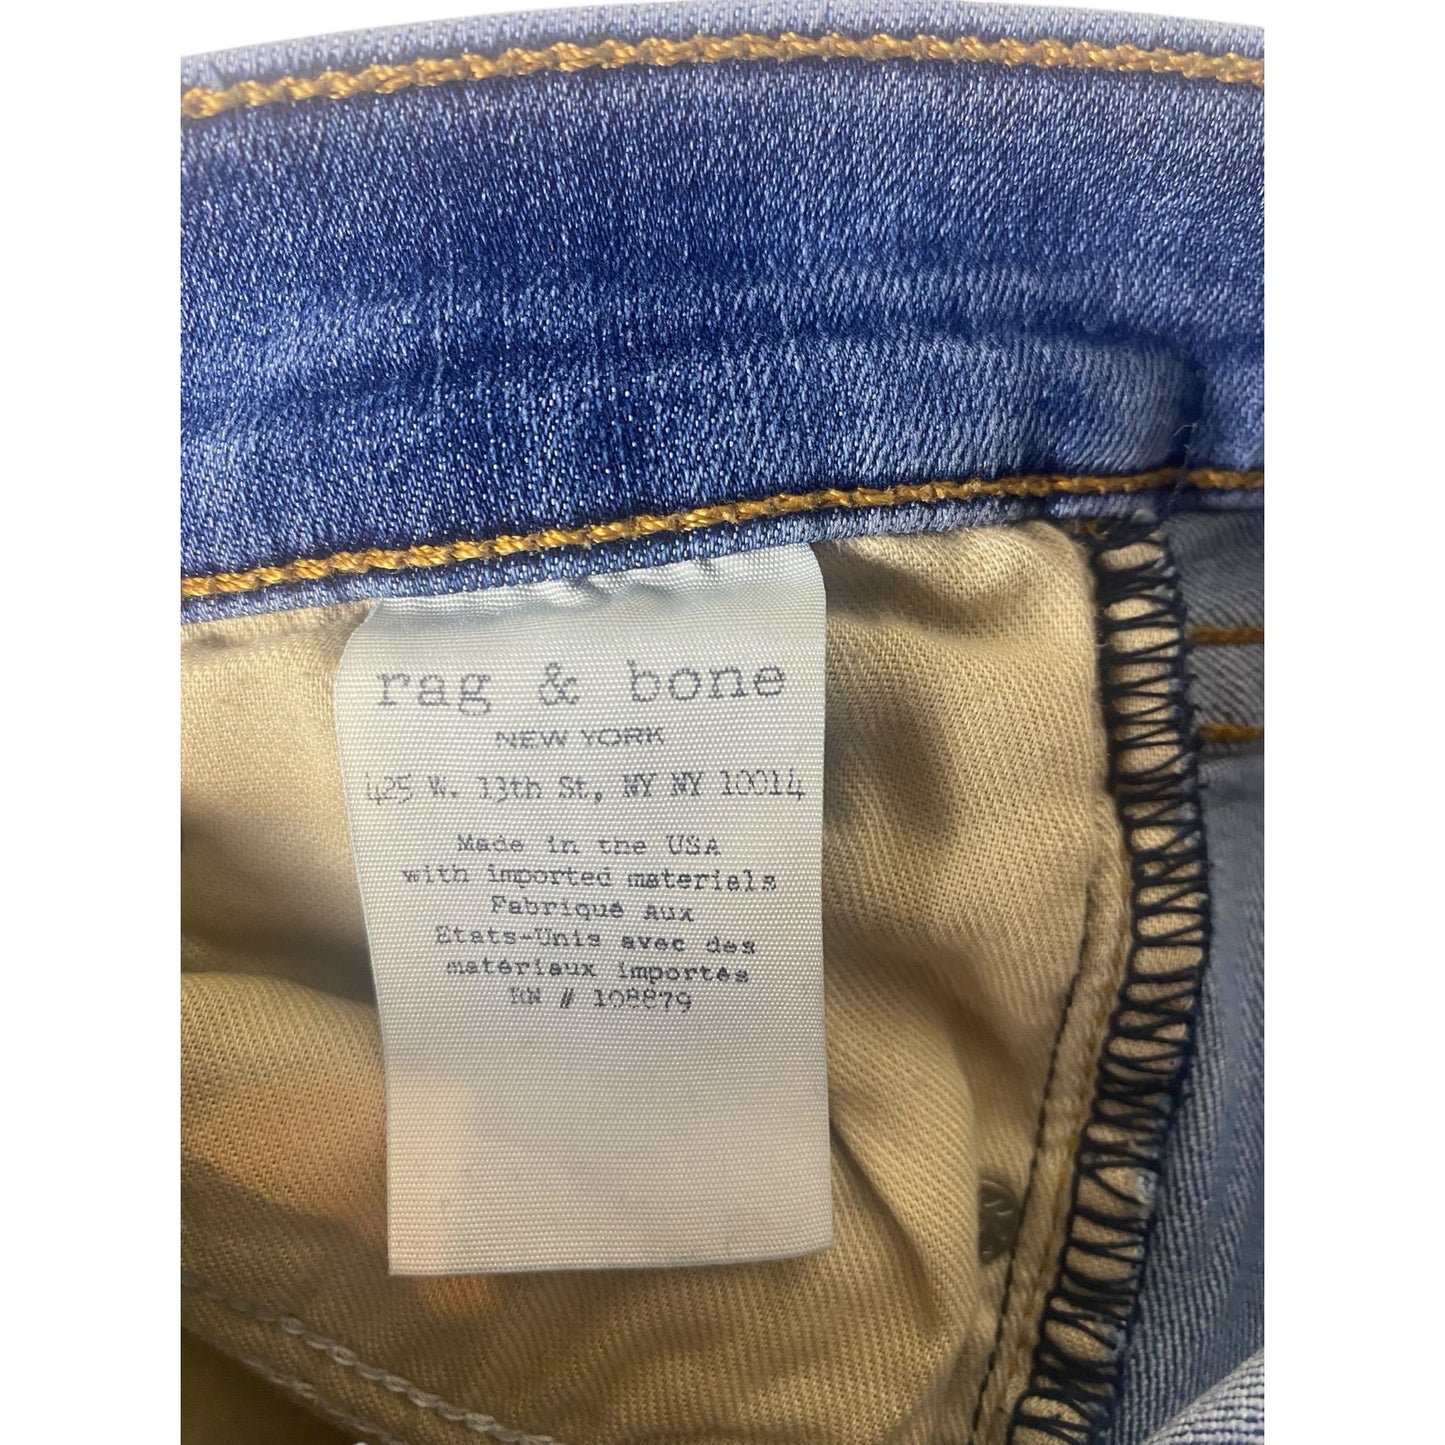 rag & bone
NEW YORK
425 W. 13th St, NY NY 10014
Made in the USA
with imported materials
Fabriqué Aux
Etats-Unis avec des
matériaux importés
RN # 108879